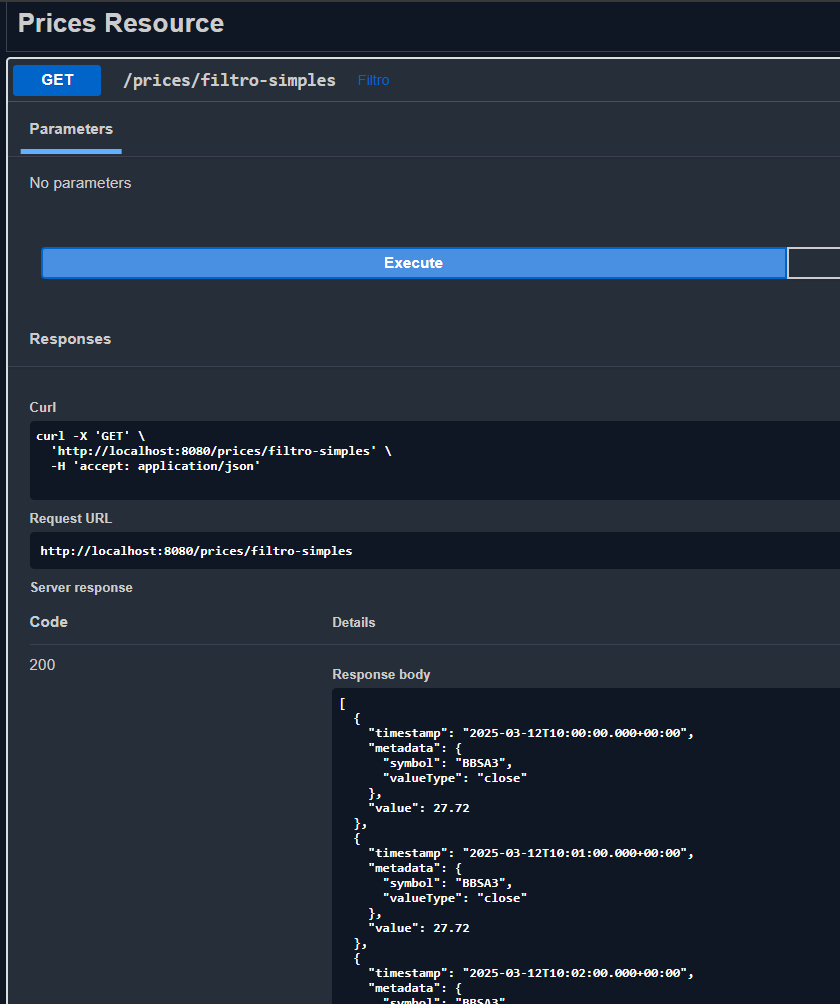 Prices Resource
GET /prices/filtro-simples Filtro
Parameters
No parameters
Execute
Responses
Curl
curl -X 'GET' \
  'http://localhost:8080/prices/filtro-simples' \
  -H 'accept: application/json'
Request URL
http://localhost:8080/prices/filtro-simples
Server response
Code Details
200
Response body
[
  {
    "timestamp": "2025-03-12T10:00:00.000+00:00",
    "metadata": {
      "symbol": "BBSA3",
      "valueType": "close"
    },
    "value": 27.72
  },
  {
    "timestamp": "2025-03-12T10:01:00.000+00:00",
    "metadata": {
      "symbol": "BBSA3",
      "valueType": "close"
    },
    "value": 27.72
  },
  {
    "timestamp": "2025-03-12T10:02:00.000+00:00",
    "metadata": {
      "symbol": "BBSA3",